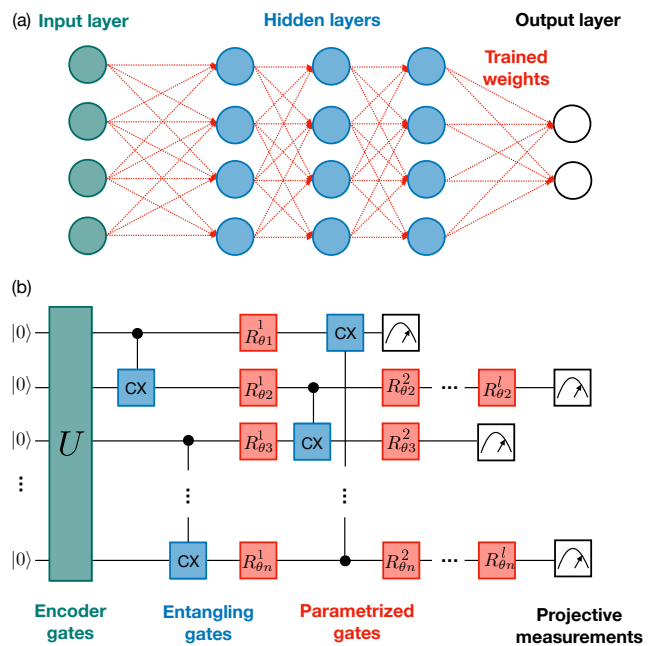 (a)
Input layer
Hidden layers
Output layer
Trained
weights
(b)
|0⟩
CX
R¹θ1
CX
|0⟩
CX
R¹θ2
R²θ2
...
Rˡθ2
|0⟩
U
R¹θ3
CX
R²θ3
⋮
⋮
⋮
|0⟩
CX
R¹θn
R²θn
...
Rˡθn
Encoder
gates
Entangling
gates
Parametrized
gates
Projective
measurements